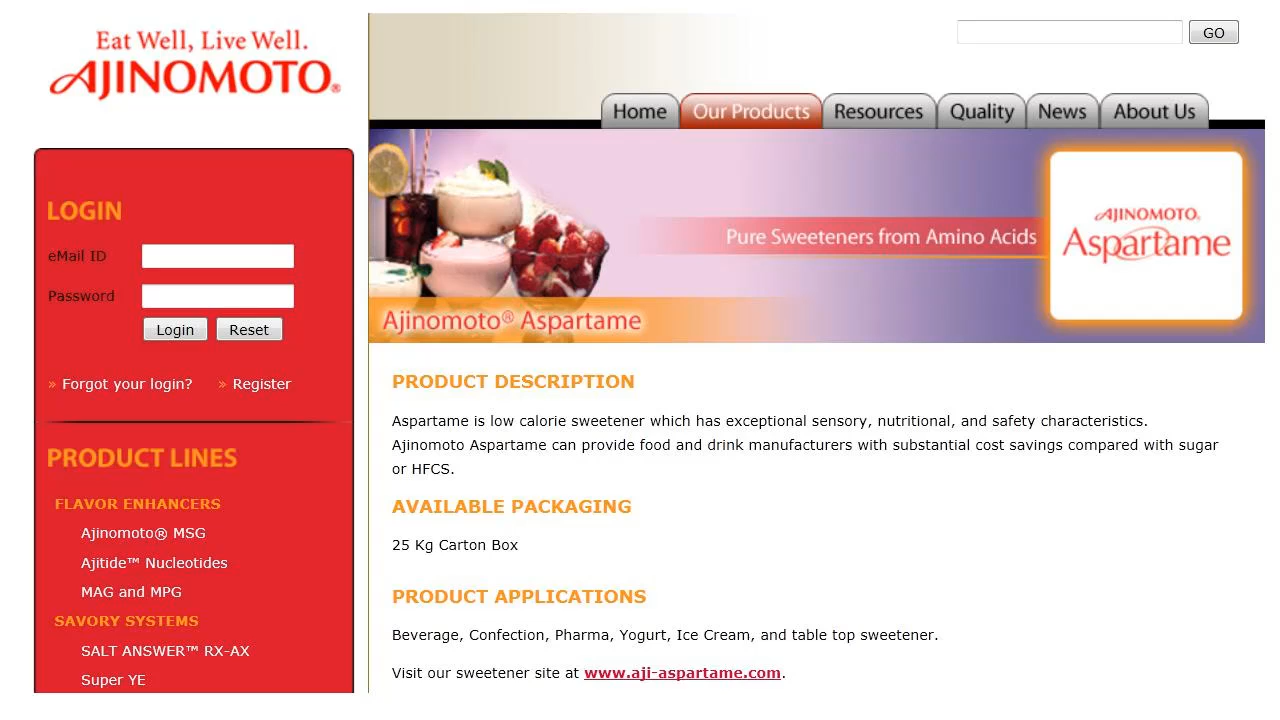 Eat Well, Live Well.
AJINOMOTO®
GO
Home
Our Products
Resources
Quality
News
About Us
Pure Sweeteners from Amino Acids
AJINOMOTO®
Aspartame
Ajinomoto® Aspartame
LOGIN
eMail ID
Password
Login
Reset
» Forgot your login?
» Register
PRODUCT LINES
FLAVOR ENHANCERS
Ajinomoto® MSG
Ajitide™ Nucleotides
MAG and MPG
SAVORY SYSTEMS
SALT ANSWER™ RX-AX
Super YE
PRODUCT DESCRIPTION
Aspartame is low calorie sweetener which has exceptional sensory, nutritional, and safety characteristics.
Ajinomoto Aspartame can provide food and drink manufacturers with substantial cost savings compared with sugar
or HFCS.
AVAILABLE PACKAGING
25 Kg Carton Box
PRODUCT APPLICATIONS
Beverage, Confection, Pharma, Yogurt, Ice Cream, and table top sweetener.
Visit our sweetener site at www.aji-aspartame.com.